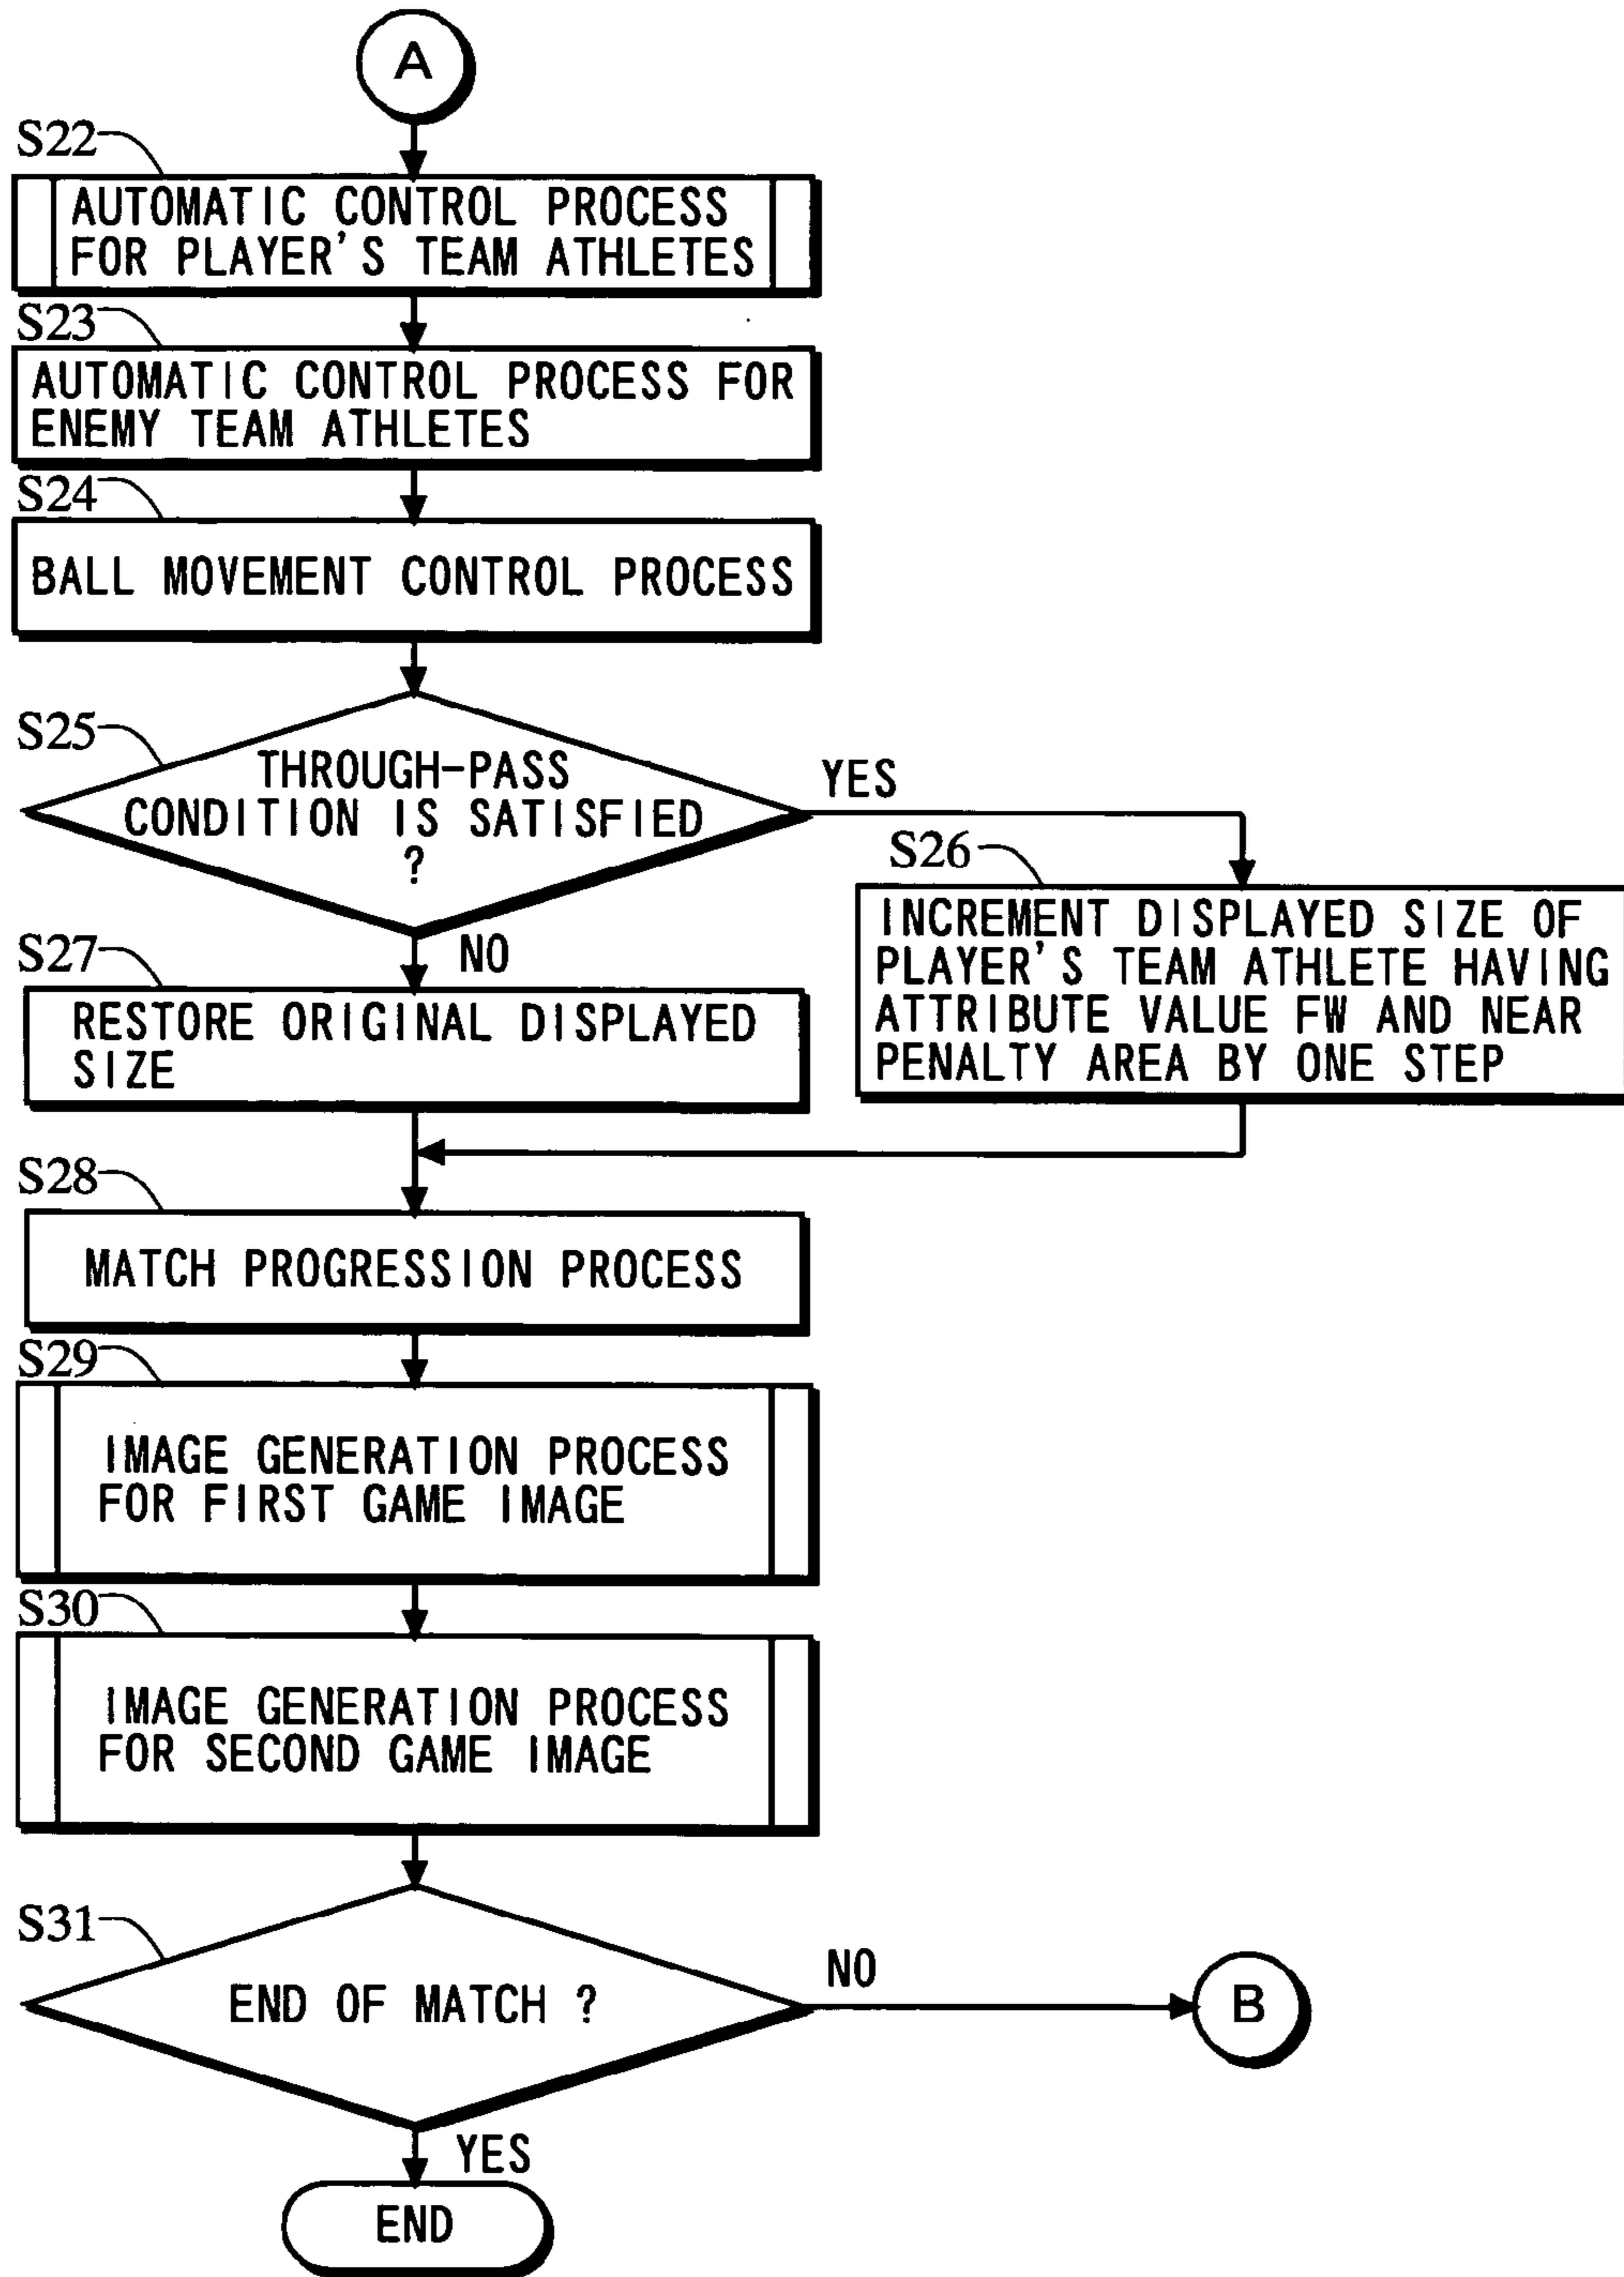 A
S22
AUTOMATIC CONTROL PROCESS
FOR PLAYER'S TEAM ATHLETES
S23
AUTOMATIC CONTROL PROCESS FOR
ENEMY TEAM ATHLETES
S24
BALL MOVEMENT CONTROL PROCESS
S25
THROUGH-PASS
CONDITION IS SATISFIED
?
YES
S26
INCREMENT DISPLAYED SIZE OF
PLAYER'S TEAM ATHLETE HAVING
ATTRIBUTE VALUE FW AND NEAR
PENALTY AREA BY ONE STEP
NO
S27
RESTORE ORIGINAL DISPLAYED
SIZE
S28
MATCH PROGRESSION PROCESS
S29
IMAGE GENERATION PROCESS
FOR FIRST GAME IMAGE
S30
IMAGE GENERATION PROCESS
FOR SECOND GAME IMAGE
S31
END OF MATCH ?
NO
B
YES
END